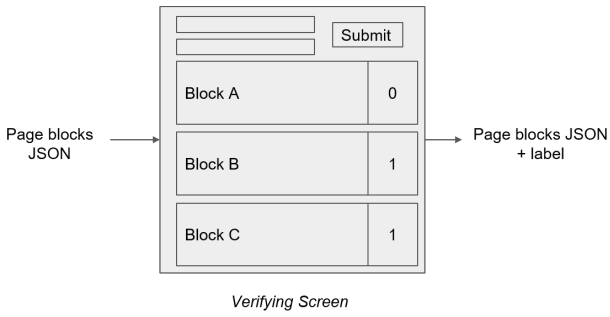 Submit
Block A 0
Page blocks
JSON
Block B 1
Page blocks JSON
+ label
Block C 1
Verifying Screen